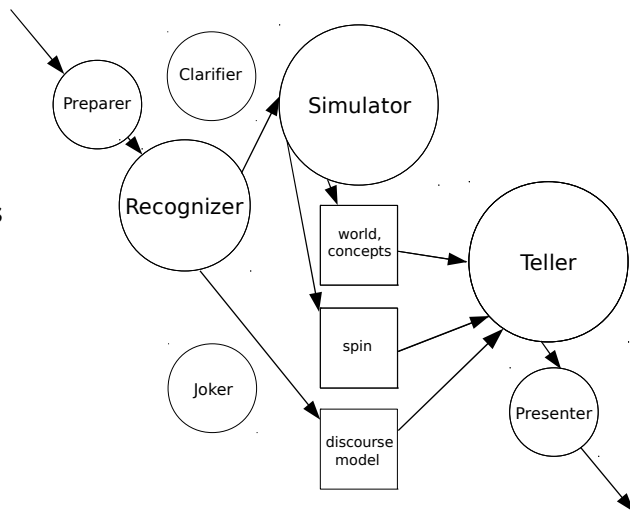 Clarifier
Simulator
Preparer
Recognizer
s
world,
concepts
Teller
spin
Joker
Presenter
discourse
model